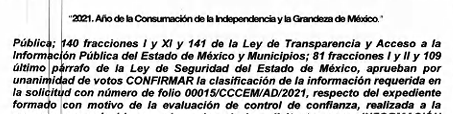 "2021. Año de la Consumación de la Independencia y la Grandeza de México."
Pública; 140 fracciones I y XI y 141 de la Ley de Transparencia y Acceso a la
Información Pública del Estado de México y Municipios; 81 fracciones I y II y 109
último párrafo de la Ley de Seguridad del Estado de México, aprueban por
unanimidad de votos CONFIRMAR la clasificación de la información requerida en
la solicitud con número de folio 00015/CCCEM/AD/2021, respecto del expediente
formado con motivo de la evaluación de control de confianza, realizada a la